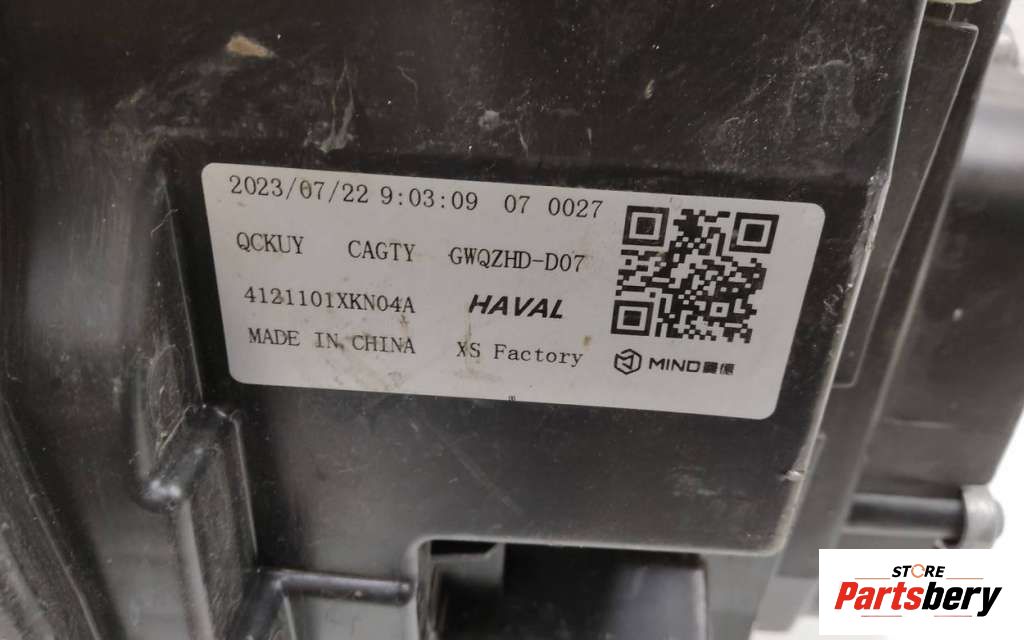 2023/07/22 9:03:09 07 0027
QCKUY CAGTY GWQZHD-D07
4121101XKN04A HAVAL
MADE IN CHINA XS Factory
MIND
STORE
Partsbery